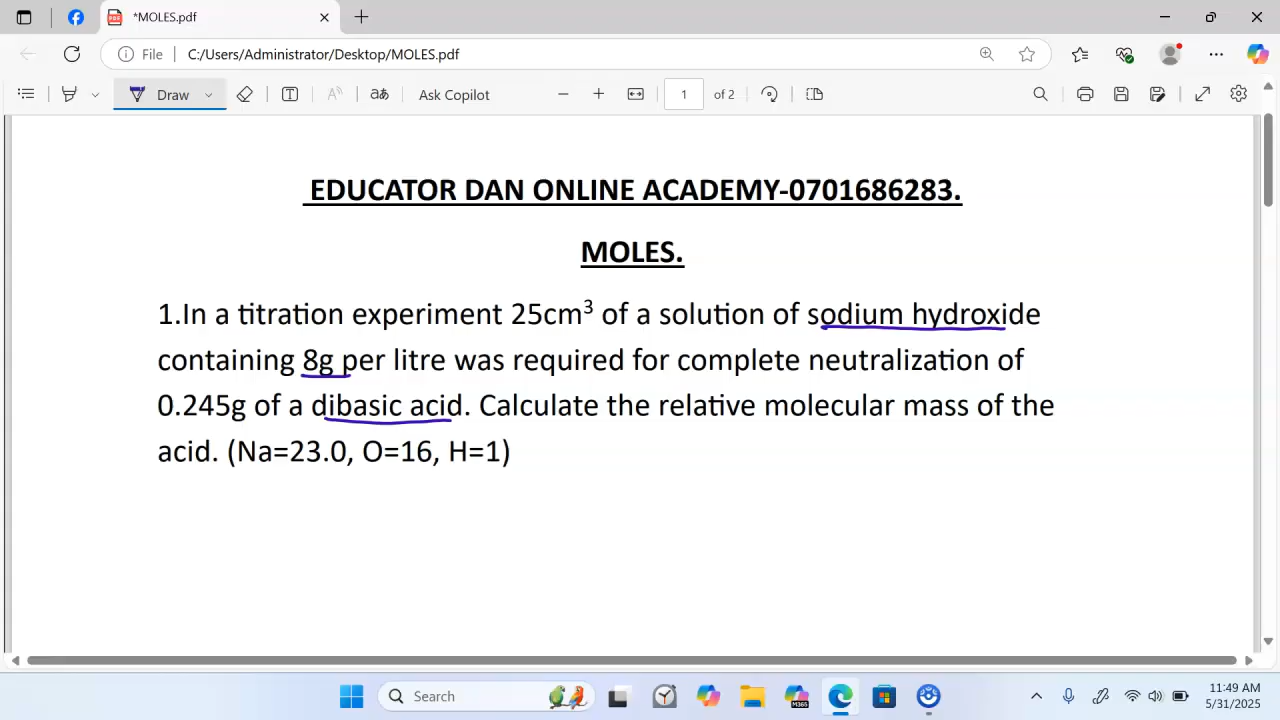 *MOLES.pdf
File C:/Users/Administrator/Desktop/MOLES.pdf
Draw Ask Copilot 1 of 2
EDUCATOR DAN ONLINE ACADEMY-0701686283.
MOLES.
1.In a titration experiment 25cm³ of a solution of sodium hydroxide
containing 8g per litre was required for complete neutralization of
0.245g of a dibasic acid. Calculate the relative molecular mass of the
acid. (Na=23.0, O=16, H=1)
Search
11:49 AM
5/31/2025